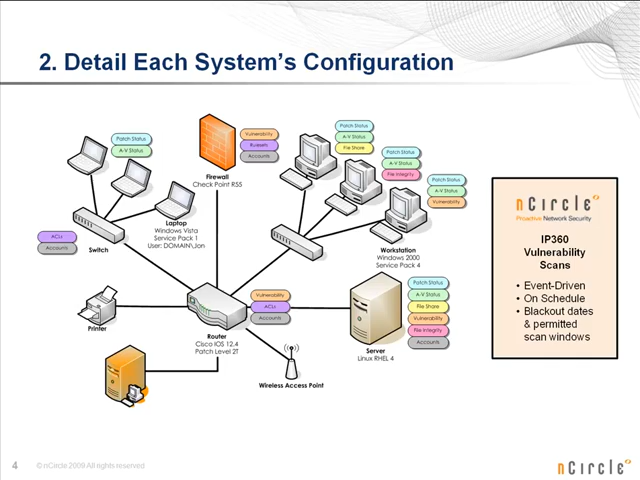 2. Detail Each System's Configuration
Patch Status
A-V Status
Vulnerability
Rulesets
Accounts
Patch Status
A-V Status
File Share
Patch Status
A-V Status
File Integrity
Patch Status
A-V Status
Vulnerability
Firewall
Check Point R55
Laptop
Windows Vista
Service Pack 1
User: DOMAIN\Jon
ACLs
Accounts
Switch
Workstation
Windows 2000
Service Pack 4
nCircle
Proactive Network Security
IP360
Vulnerability
Scans
• Event-Driven
• On Schedule
• Blackout dates
& permitted
scan windows
Printer
Vulnerability
ACLs
Accounts
Router
Cisco IOS 12.4
Patch Level 2T
Patch Status
A-V Status
File Share
Vulnerability
File Integrity
Accounts
Server
Linux RHEL 4
Wireless Access Point
4
© nCircle 2009 All rights reserved
nCircle